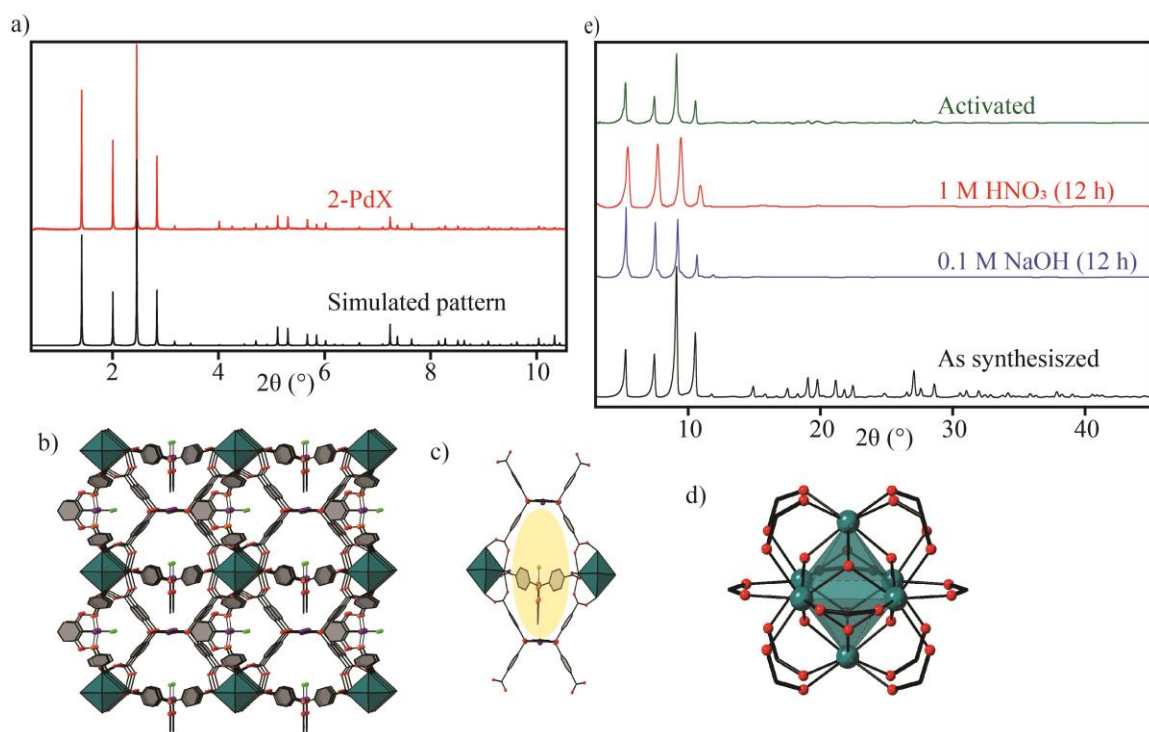 a)
2-PdX
Simulated pattern
2 4 6 8 10
2θ (°)
e)
Activated
1 M HNO₃ (12 h)
0.1 M NaOH (12 h)
As synthesiszed
10 20 30 40
2θ (°)
b)
c)
d)